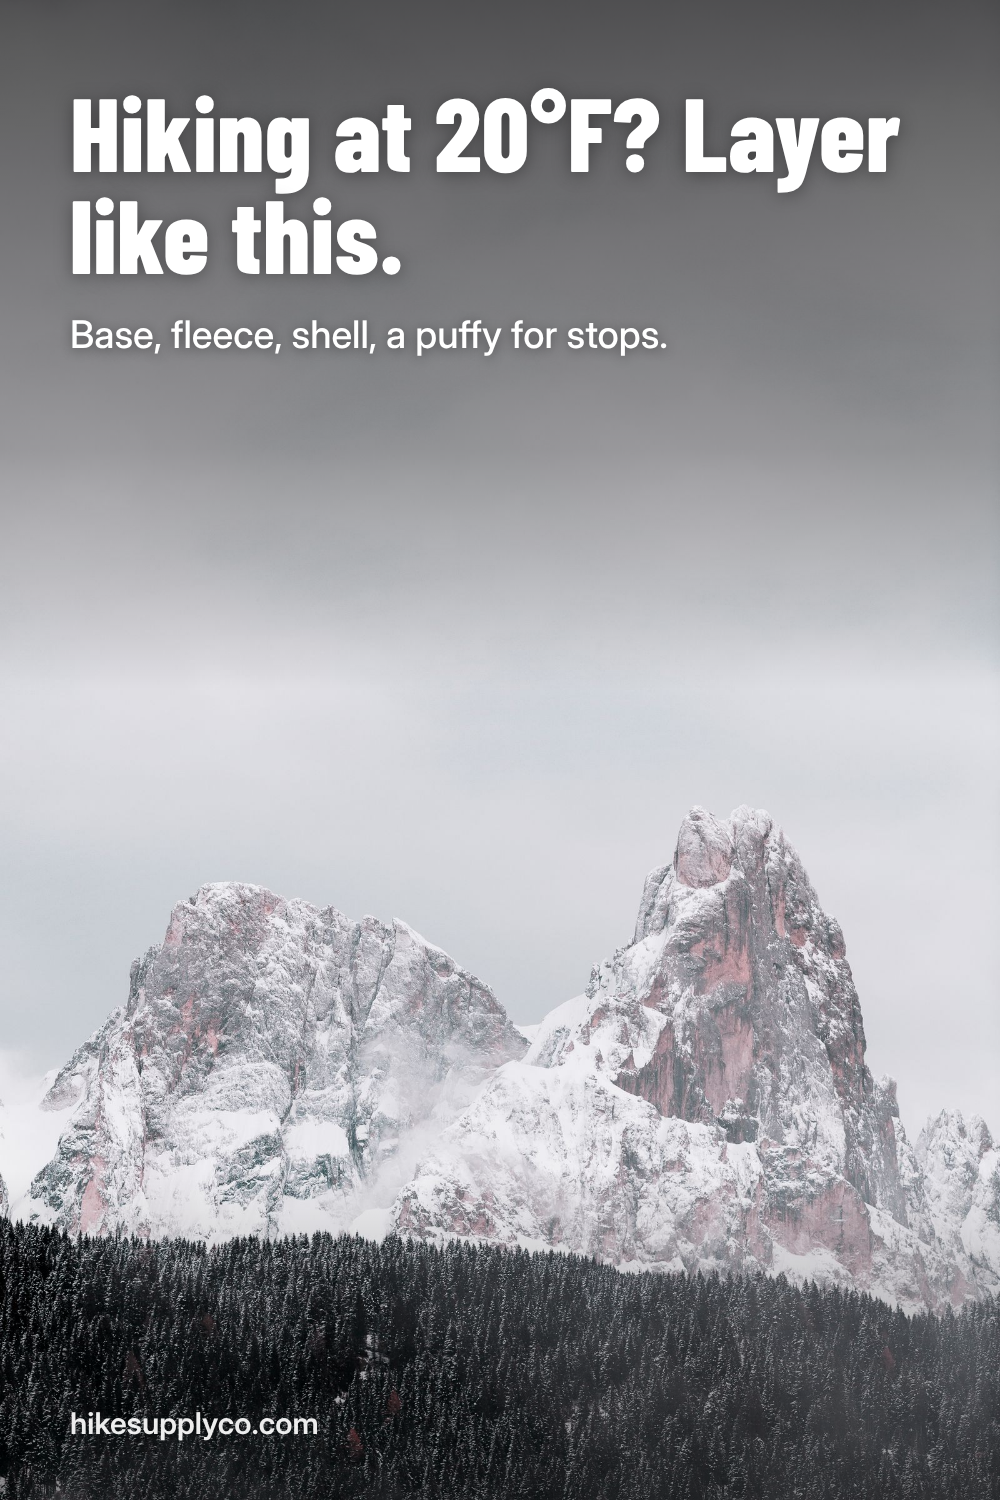 Hiking at 20°F? Layer
like this.
Base, fleece, shell, a puffy for stops.
hikesupplyco.com